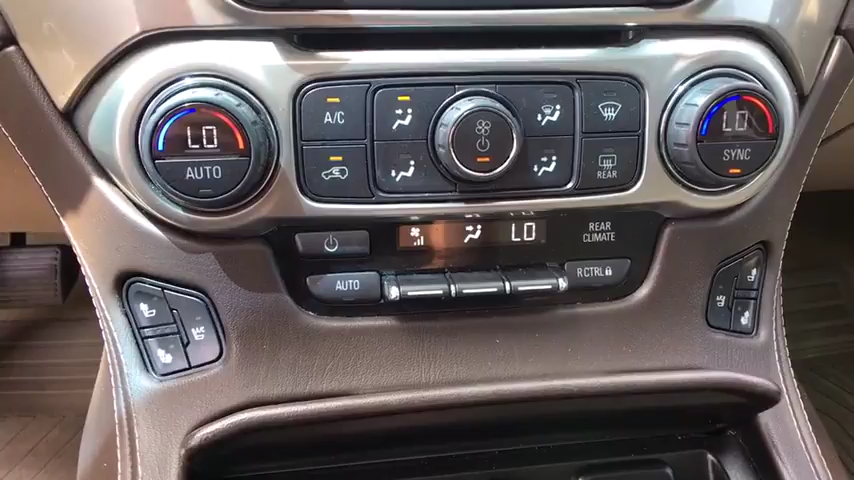 LO
AUTO
A/C
REAR
LO
SYNC
LO
REAR
CLIMATE
AUTO
R CTRL
A/C
A/C